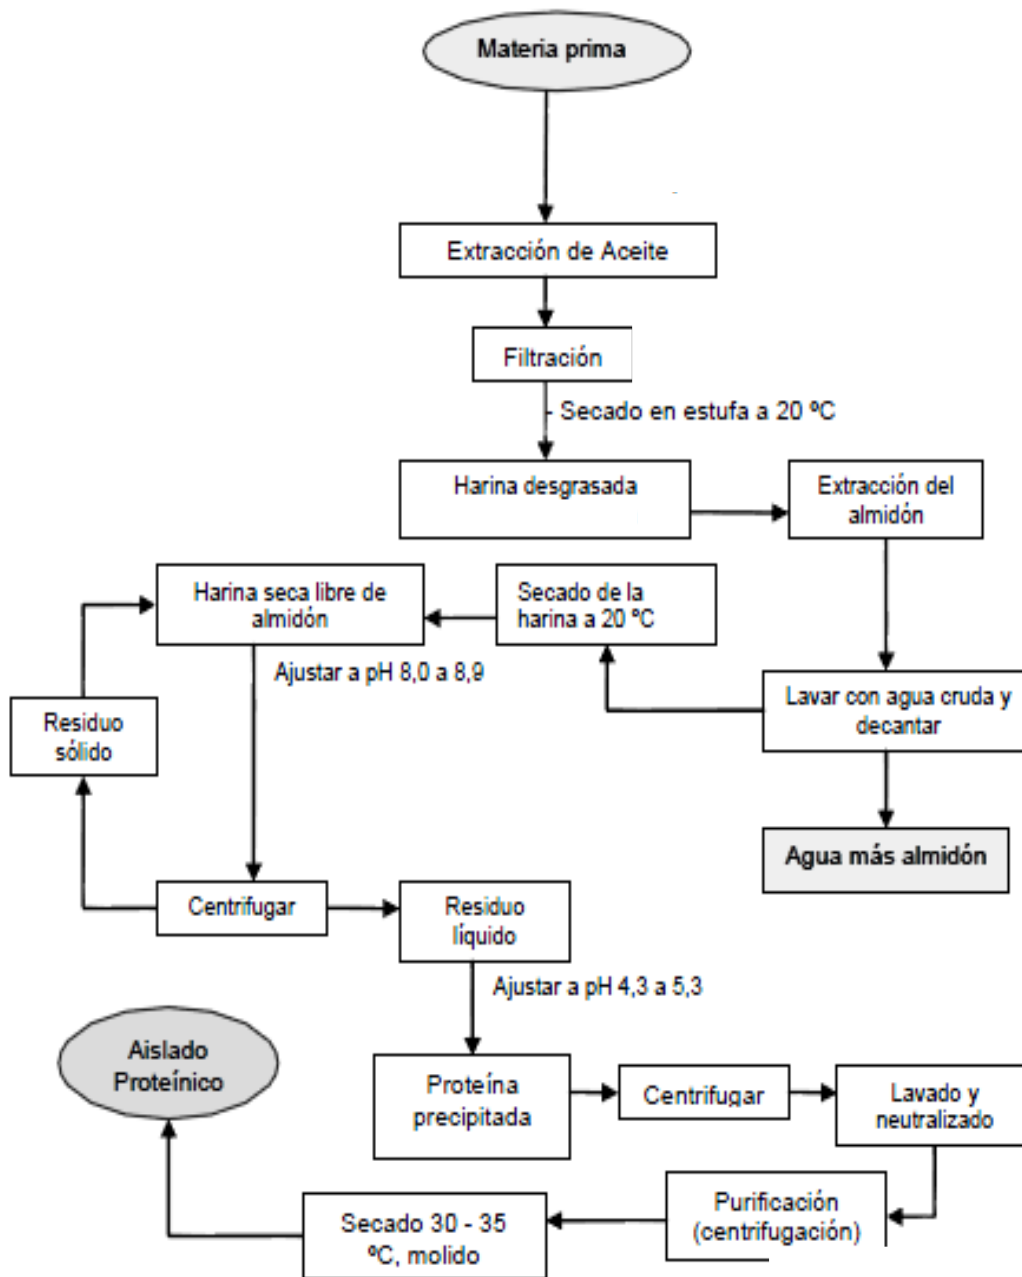 Materia prima
Extracción de Aceite
Filtración
- Secado en estufa a 20 ºC
Harina desgrasada
Extracción del
almidón
Harina seca libre de
almidón
Secado de la
harina a 20 ºC
Ajustar a pH 8,0 a 8,9
Lavar con agua cruda y
decantar
Residuo
sólido
Agua más almidón
Centrifugar
Residuo
líquido
Ajustar a pH 4,3 a 5,3
Aislado
Proteínico
Proteína
precipitada
Centrifugar
Lavado y
neutralizado
Purificación
(centrifugación)
Secado 30 - 35
ºC, molido